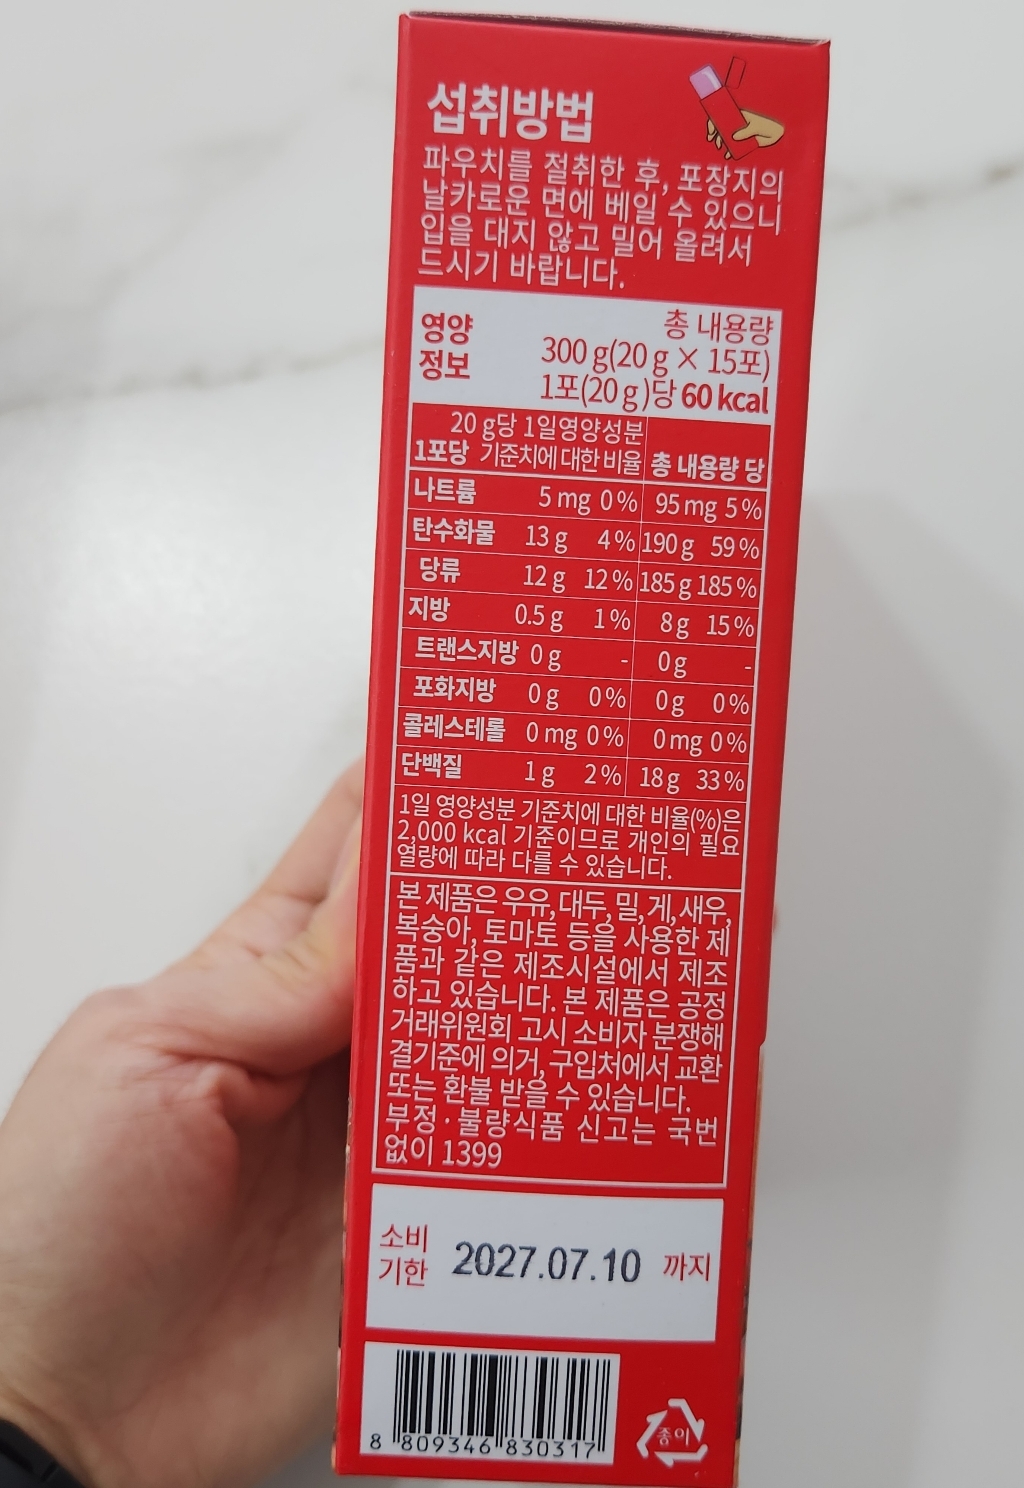 섭취방법
파우치를 절취한 후, 포장지의
날카로운 면에 베일 수 있으니
입을 대지 않고 밀어 올려서
드시기 바랍니다.
영양
정보
총 내용량
300 g(20 g × 15포)
1포(20 g)당 60 kcal
1포당 20 g당 1일영양성분
기준치에 대한 비율 총 내용량 당
나트륨 5 mg 0% 95 mg 5%
탄수화물 13 g 4% 190 g 59%
당류 12 g 12% 185 g 185%
지방 0.5 g 1% 8 g 15%
트랜스지방 0 g - 0 g -
포화지방 0 g 0% 0 g 0%
콜레스테롤 0 mg 0% 0 mg 0%
단백질 1 g 2% 18 g 33%
1일 영양성분 기준치에 대한 비율(%)은
2,000 kcal 기준이므로 개인의 필요
열량에 따라 다를 수 있습니다.
본 제품은 우유, 대두, 밀, 게, 새우,
복숭아, 토마토 등을 사용한 제
품과 같은 제조시설에서 제조
하고 있습니다. 본 제품은 공정
거래위원회 고시 소비자 분쟁해
결기준에 의거, 구입처에서 교환
또는 환불 받을 수 있습니다.
부정·불량식품 신고는 국번
없이 1399
소비
기한 2027.07.10 까지
8 809346 830317
종이